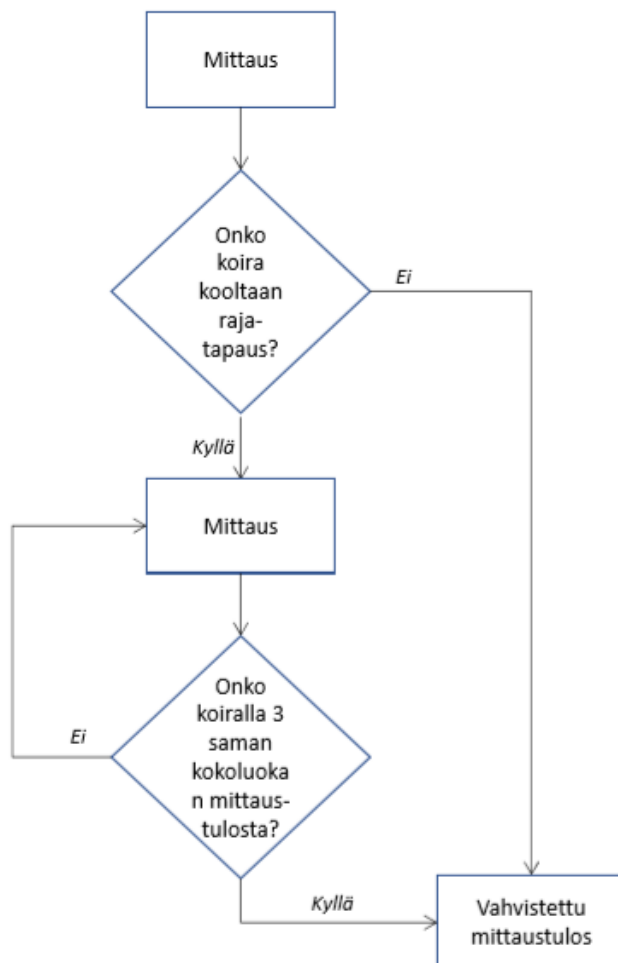 Mittaus
Onko
koira
kooltaan
raja-
tapaus?
Ei
Kyllä
Mittaus
Onko
koiralla 3
saman
kokoluoka
n mittaus-
tulosta?
Ei
Kyllä
Vahvistettu
mittaustulos